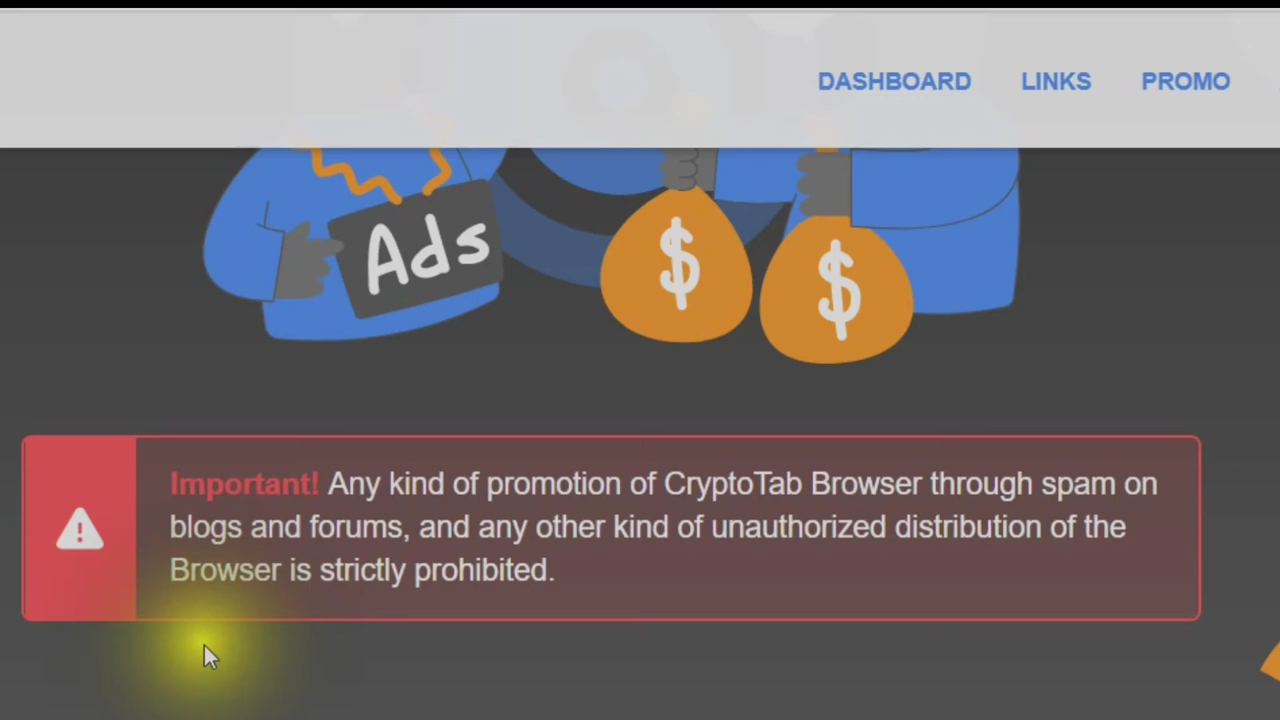 DASHBOARD LINKS PROMO
Ads
$ $
Important! Any kind of promotion of CryptoTab Browser through spam on
blogs and forums, and any other kind of unauthorized distribution of the
Browser is strictly prohibited.